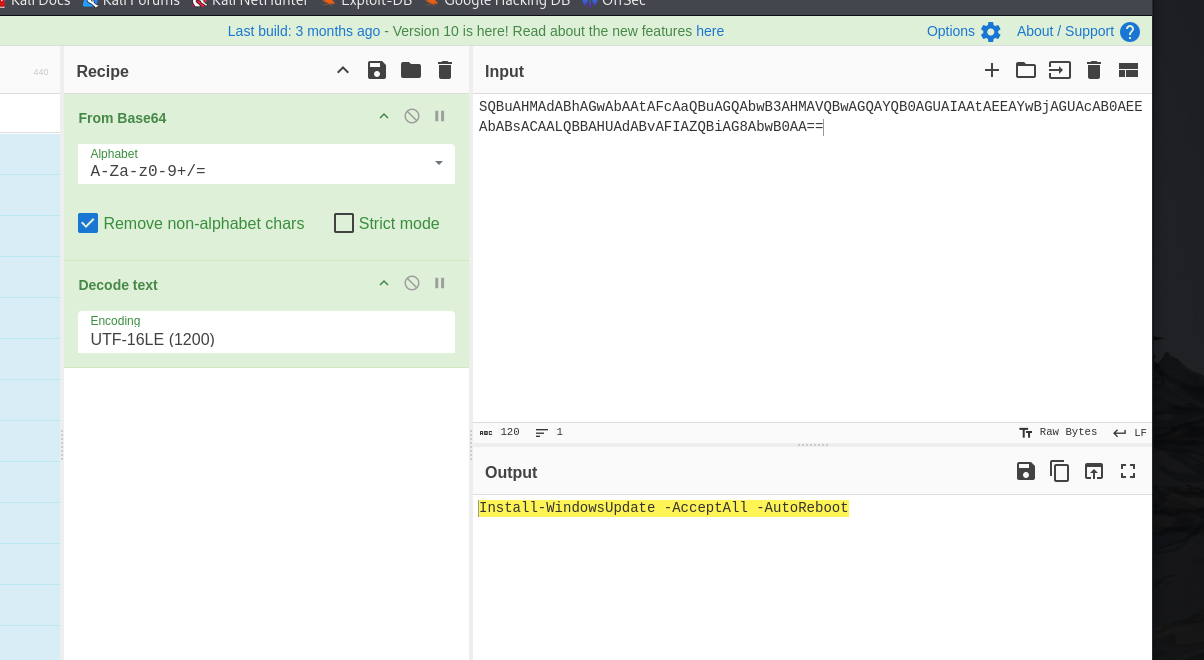 Kali Docs Kali Forums Kali NetHunter Exploit-DB Google Hacking DB OffSec
Last build: 3 months ago - Version 10 is here! Read about the new features here
Options About / Support
440
Recipe
From Base64
Alphabet
A-Za-z0-9+/=
Remove non-alphabet chars Strict mode
Decode text
Encoding
UTF-16LE (1200)
Input
SQBuAHMAdABhAGwAbAAtAFcAaQBuAGQAbwB3AHMAVQBwAGQAYQB0AGUAIAAtAEEAYwBjAGUAcAB0AEE
AbABsACAALQBBAHUAdABvAFIAZQBiAG8AbwB0AA==
ABC 120 1 Raw Bytes LF
Output
Install-WindowsUpdate -AcceptAll -AutoReboot